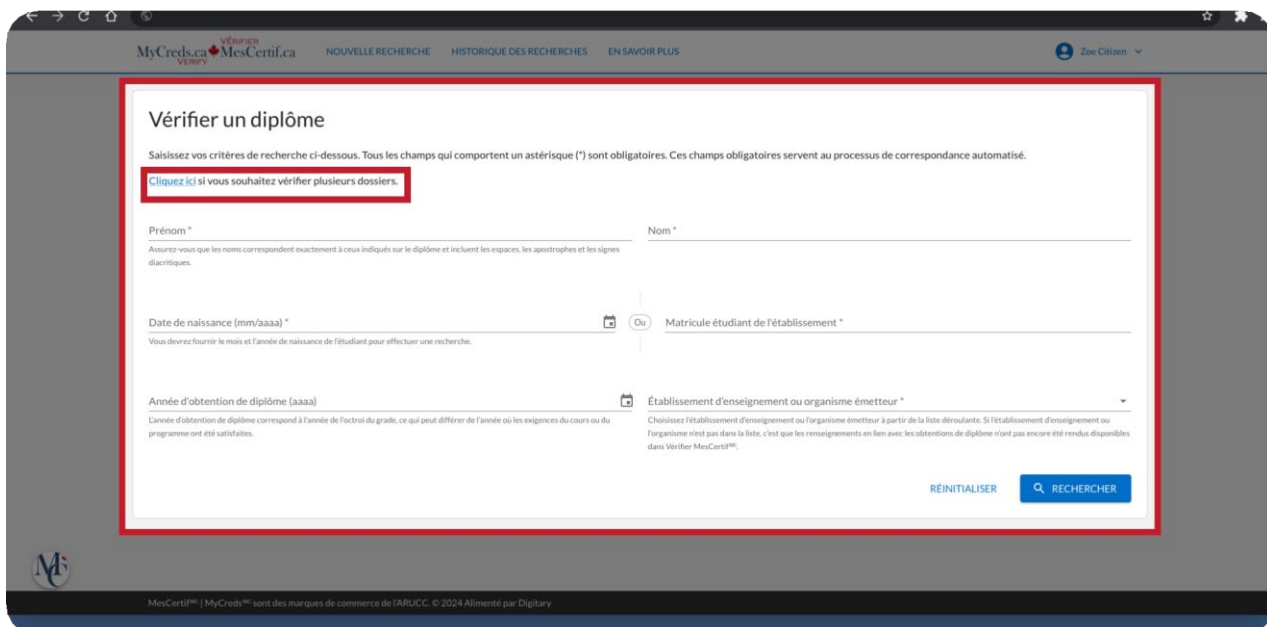 VÉRIFIER
MyCreds.ca MesCertif.ca
VERIFY
NOUVELLE RECHERCHE HISTORIQUE DES RECHERCHES EN SAVOIR PLUS
Zoe Citizen
Vérifier un diplôme
Saisissez vos critères de recherche ci-dessous. Tous les champs qui comportent un astérisque (*) sont obligatoires. Ces champs obligatoires servent au processus de correspondance automatisé.
Cliquez ici si vous souhaitez vérifier plusieurs dossiers.
Prénom *
Nom *
Assurez-vous que les noms correspondent exactement à ceux indiqués sur le diplôme et incluent les espaces, les apostrophes et les signes
diacritiques.
Date de naissance (mm/aaaa) *
Ou
Matricule étudiant de l'établissement *
Vous devrez fournir le mois et l'année de naissance de l'étudiant pour effectuer une recherche.
Année d'obtention de diplôme (aaaa)
Établissement d'enseignement ou organisme émetteur *
L'année d'obtention de diplôme correspond à l'année de l'octroi du grade, ce qui peut différer de l'année où les exigences du cours ou du
programme ont été satisfaites.
Choisissez l'établissement d'enseignement ou l'organisme émetteur à partir de la liste déroulante. Si l'établissement d'enseignement ou
l'organisme n'est pas dans la liste, c'est que les renseignements en lien avec les obtentions de diplôme n'ont pas encore été rendus disponibles
dans Vérifier MesCertifᴹᶜ.
RÉINITIALISER
RECHERCHER
MesCertifᴹᶜ | MyCredsᴹᶜ sont des marques de commerce de l'ARUCC. © 2024 Alimenté par Digitary